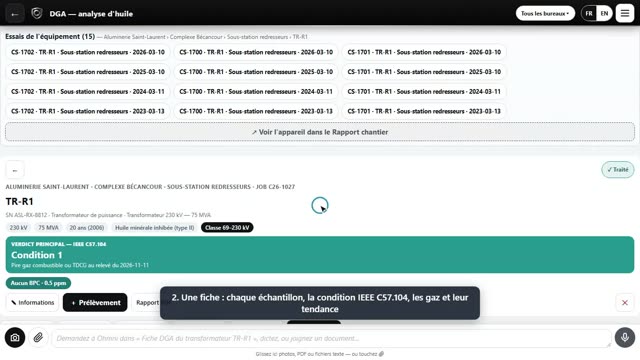 DGA — analyse d'huile
Tous les bureaux
FR EN
Essais de l'équipement (15) — Aluminerie Saint-Laurent › Complexe Bécancour › Sous-station redresseurs › TR-R1
CS-1702 · TR-R1 · Sous-station redresseurs · 2026-03-10
CS-1700 · TR-R1 · Sous-station redresseurs · 2026-03-10
CS-1701 · TR-R1 · Sous-station redresseurs · 2026-03-10
CS-1702 · TR-R1 · Sous-station redresseurs · 2025-03-10
CS-1700 · TR-R1 · Sous-station redresseurs · 2025-03-10
CS-1701 · TR-R1 · Sous-station redresseurs · 2025-03-10
CS-1702 · TR-R1 · Sous-station redresseurs · 2024-03-11
CS-1700 · TR-R1 · Sous-station redresseurs · 2024-03-11
CS-1701 · TR-R1 · Sous-station redresseurs · 2024-03-11
CS-1702 · TR-R1 · Sous-station redresseurs · 2023-03-13
CS-1700 · TR-R1 · Sous-station redresseurs · 2023-03-13
CS-1701 · TR-R1 · Sous-station redresseurs · 2023-03-13
↗ Voir l'appareil dans le Rapport chantier
✓ Traité
ALUMINERIE SAINT-LAURENT · COMPLEXE BÉCANCOUR · SOUS-STATION REDRESSEURS · JOB C26-1027
TR-R1
SN ASL-RX-8812 · Transformateur de puissance · Transformateur 230 kV — 75 MVA
230 kV
75 MVA
20 ans (2006)
Huile minérale inhibée (type II)
Classe 69–230 kV
VERDICT PRINCIPAL — IEEE C57.104
Condition 1
Pire gaz combustible ou TDCG au relevé du 2026-11-11
Aucun BPC · 0.5 ppm
Informations
+ Prélèvement
Rapport
2. Une fiche : chaque échantillon, la condition IEEE C57.104, les gaz et leur
tendance
Demandez à Ohmni dans « Fiche DGA du transformateur TR-R1 », dictez, ou joignez un document…
Glissez ici photos, PDF ou fichiers texte — ou touchez